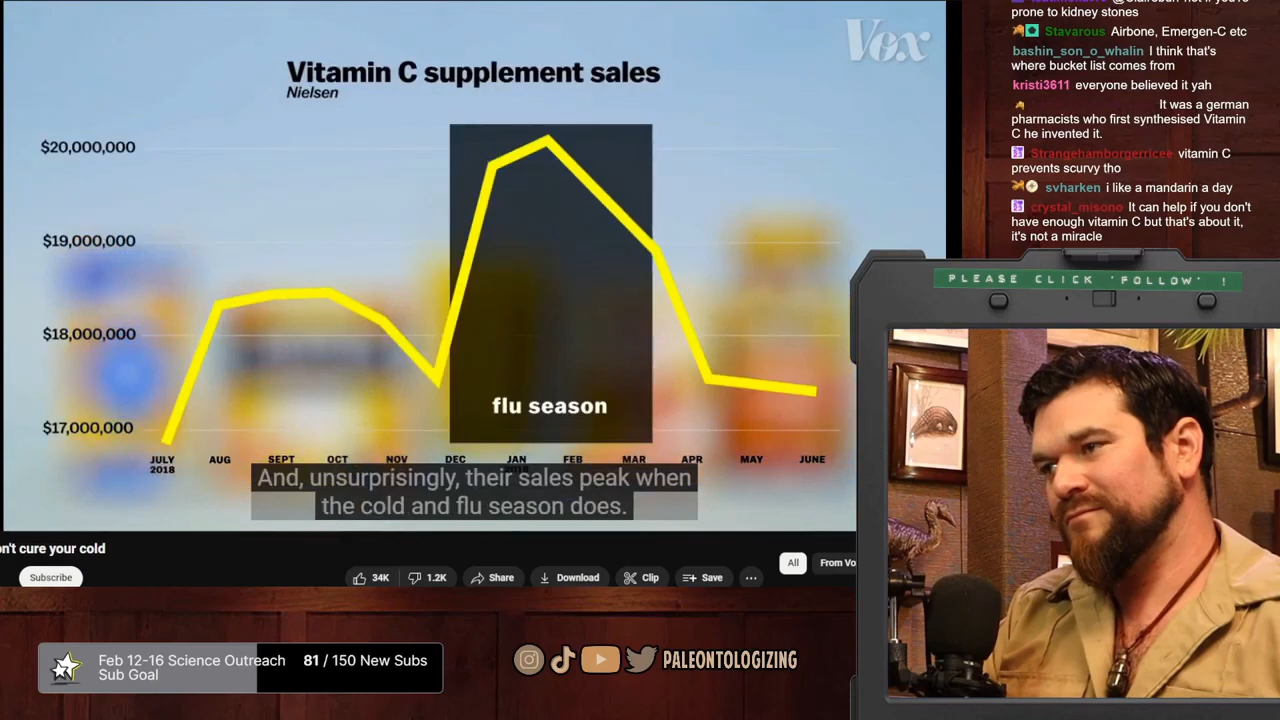 Vox
Vitamin C supplement sales
Nielsen
$20,000,000
$19,000,000
$18,000,000
$17,000,000
flu season
JULY
2018
AUG
SEPT
OCT
NOV
DEC
JAN
FEB
MAR
APR
MAY
JUNE
And, unsurprisingly, their sales peak when
the cold and flu season does.
n't cure your cold
Subscribe
34K
1.2K
Share
Download
Clip
Save
...
All
From Vo
prone to kidney stones
Stavarous Airbone, Emergen-C etc
bashin_son_o_whalin I think that's
where bucket list comes from
kristi3611 everyone believed it yah
It was a german
pharmacists who first synthesised Vitamin
C he invented it.
Strangehamborgerricee vitamin C
prevents scurvy tho
svharken i like a mandarin a day
crystal_misono It can help if you don't
have enough vitamin C but that's about it,
it's not a miracle
PLEASE CLICK 'FOLLOW' !
Feb 12-16 Science Outreach
Sub Goal
81 / 150 New Subs
PALEONTOLOGIZING